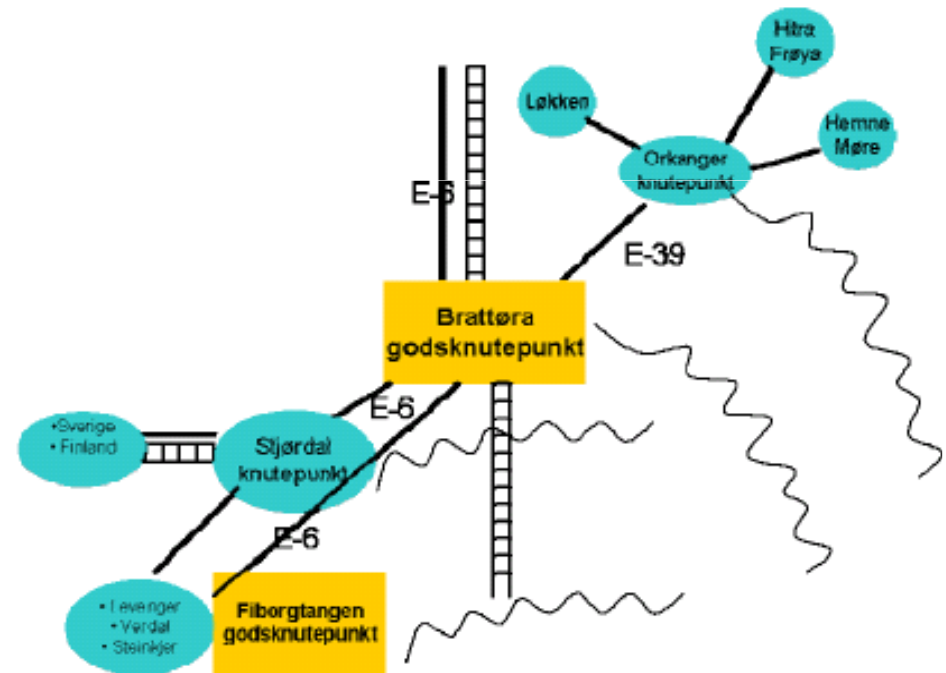 Hitra
Frøya
Løkken
Hemne
Møre
Orkanger
knutepunkt
E-6
E-39
Brattøra
godsknutepunkt
E-6
•Sverige
• Finland
Stjørdal
knutepunkt
E-6
• Levanger
• Verdal
• Steinkjer
Fiborgtangen
godsknutepunkt